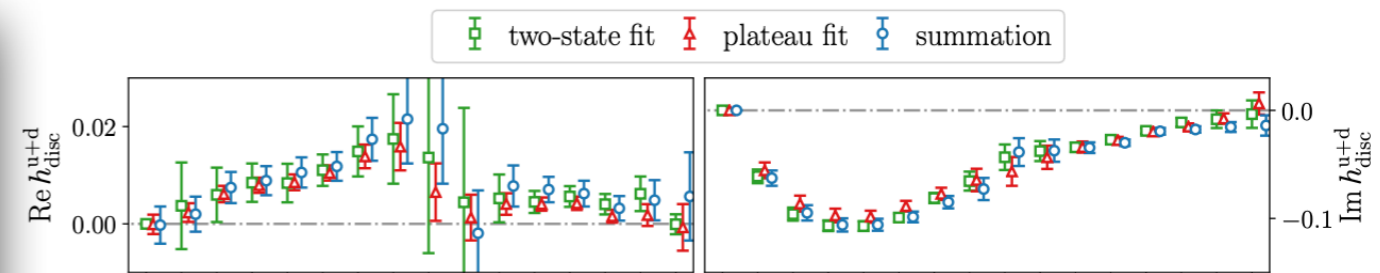 two-state fit plateau fit summation
Re h^{u+d}_{disc}
0.02
0.00
0.0
−0.1
Im h^{u+d}_{disc}